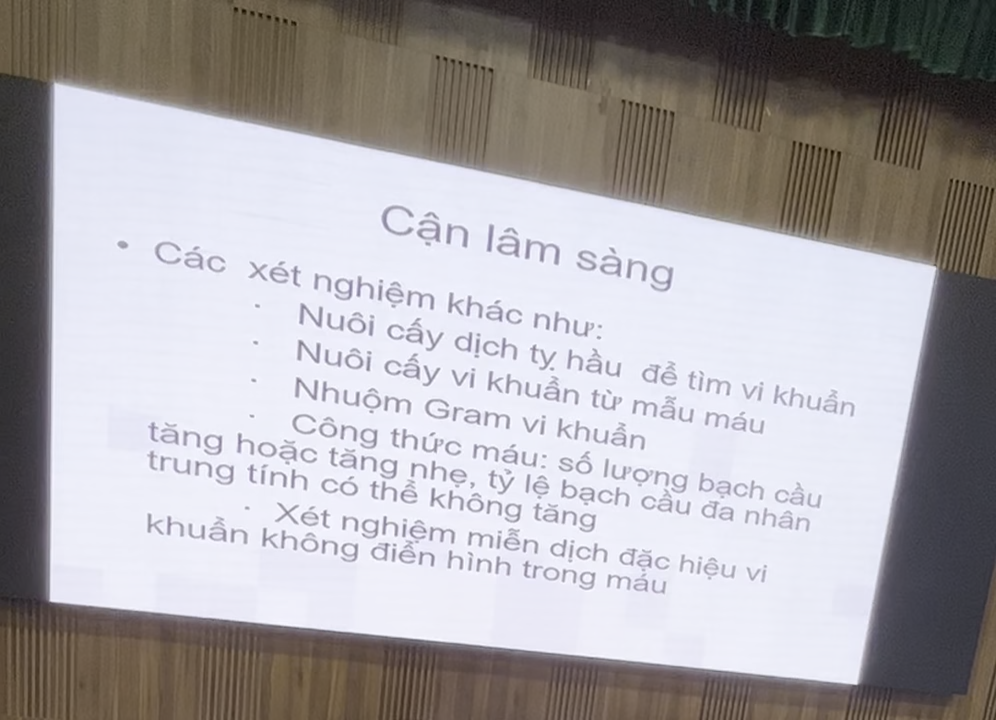 Cận lâm sàng
• Các xét nghiệm khác như:
· Nuôi cấy dịch tỵ hầu để tìm vi khuẩn
· Nuôi cấy vi khuẩn từ mẫu máu
· Nhuộm Gram vi khuẩn
· Công thức máu: số lượng bạch cầu
tăng hoặc tăng nhẹ, tỷ lệ bạch cầu đa nhân
trung tính có thể không tăng
· Xét nghiệm miễn dịch đặc hiệu vi
khuẩn không điển hình trong máu